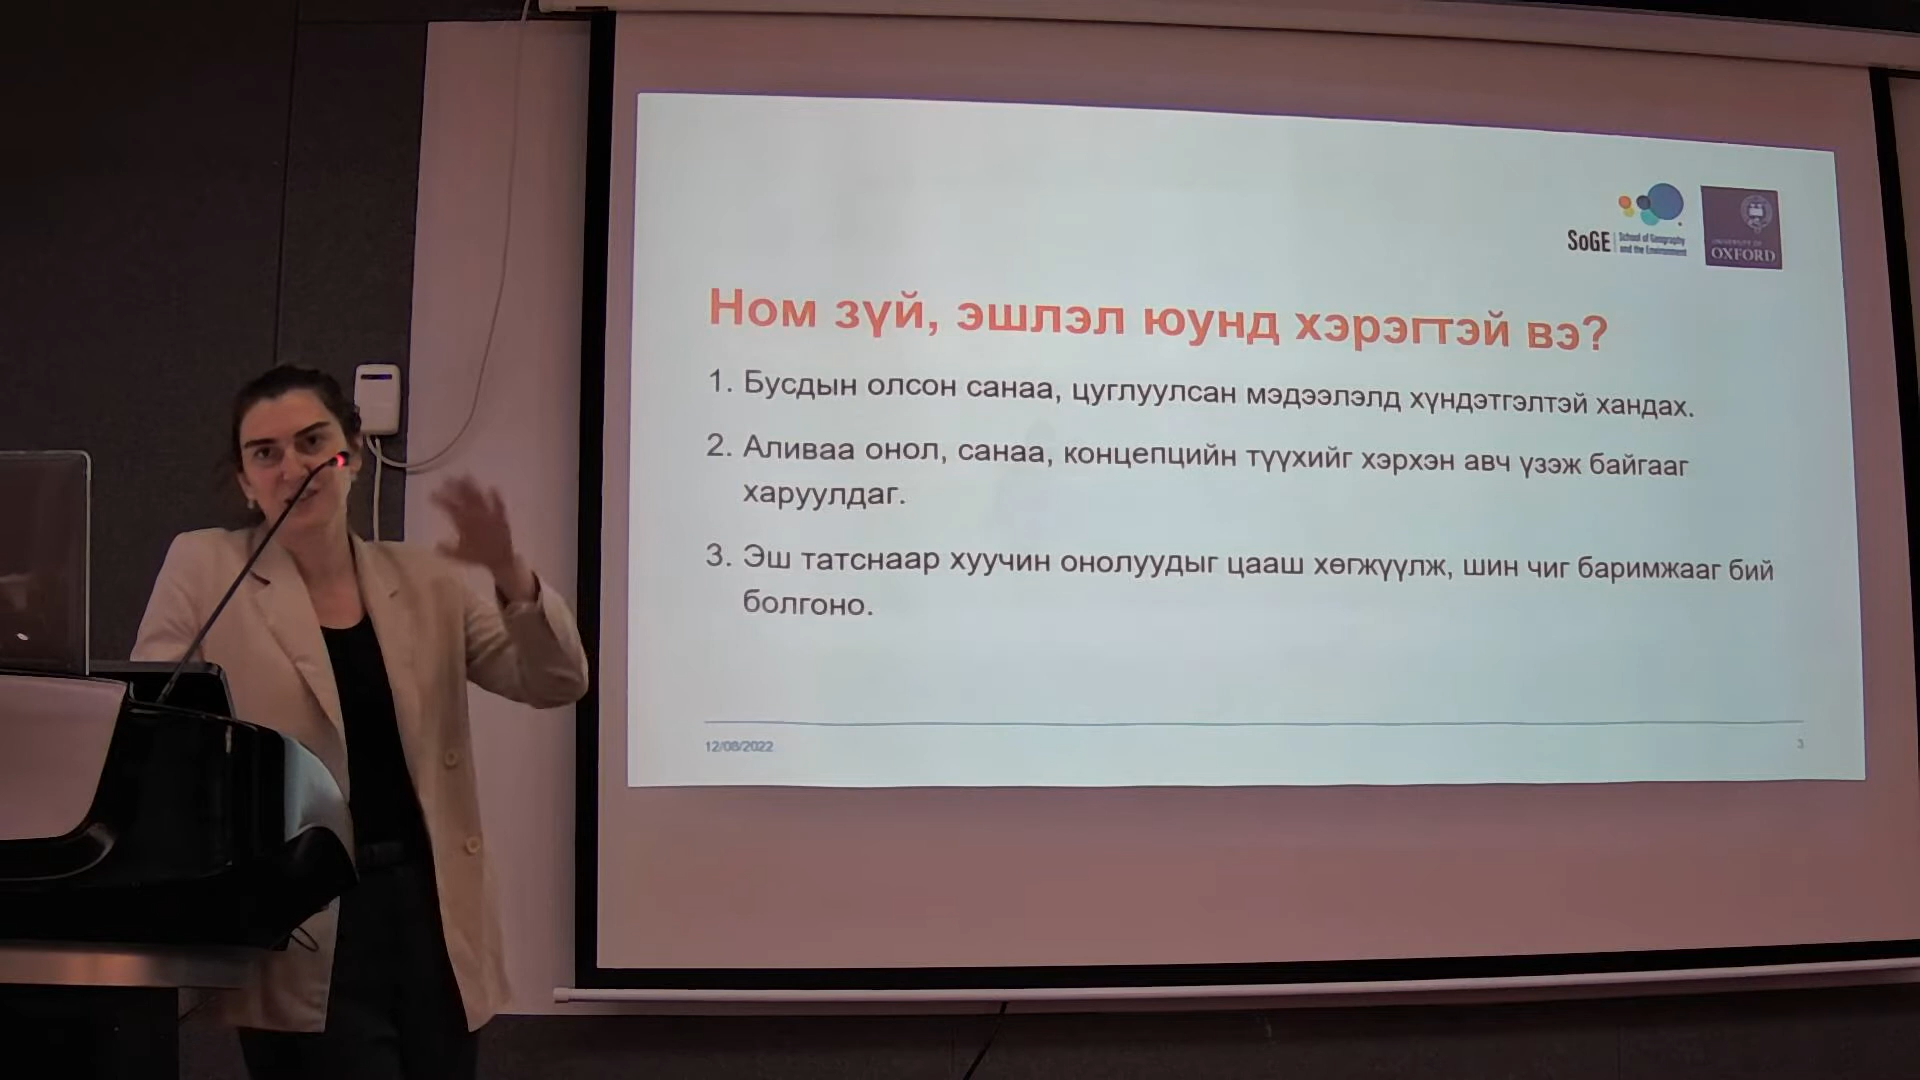 SoGE
School of Geography
and the Environment
UNIVERSITY OF
OXFORD
Ном зүй, эшлэл юунд хэрэгтэй вэ?
1. Бусдын олсон санаа, цуглуулсан мэдээлэлд хүндэтгэлтэй хандах.
2. Аливаа онол, санаа, концепцийн түүхийг хэрхэн авч үзэж байгааг
харуулдаг.
3. Эш татснаар хуучин онолуудыг цааш хөгжүүлж, шин чиг баримжааг бий
болгоно.
12/08/2022
3